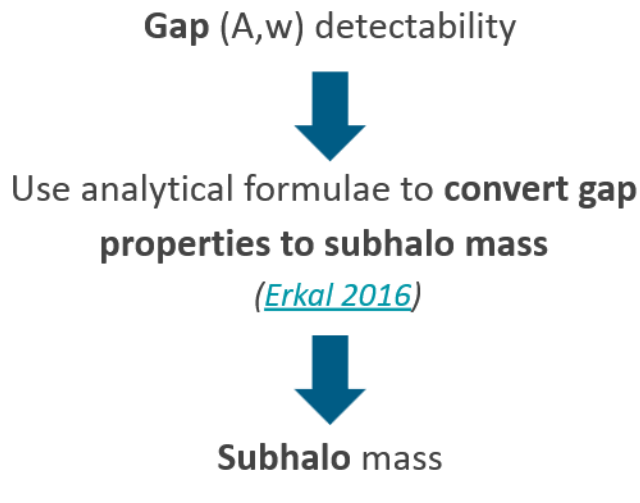 Gap (A,w) detectability
Use analytical formulae to convert gap
properties to subhalo mass
(Erkal 2016)
Subhalo mass